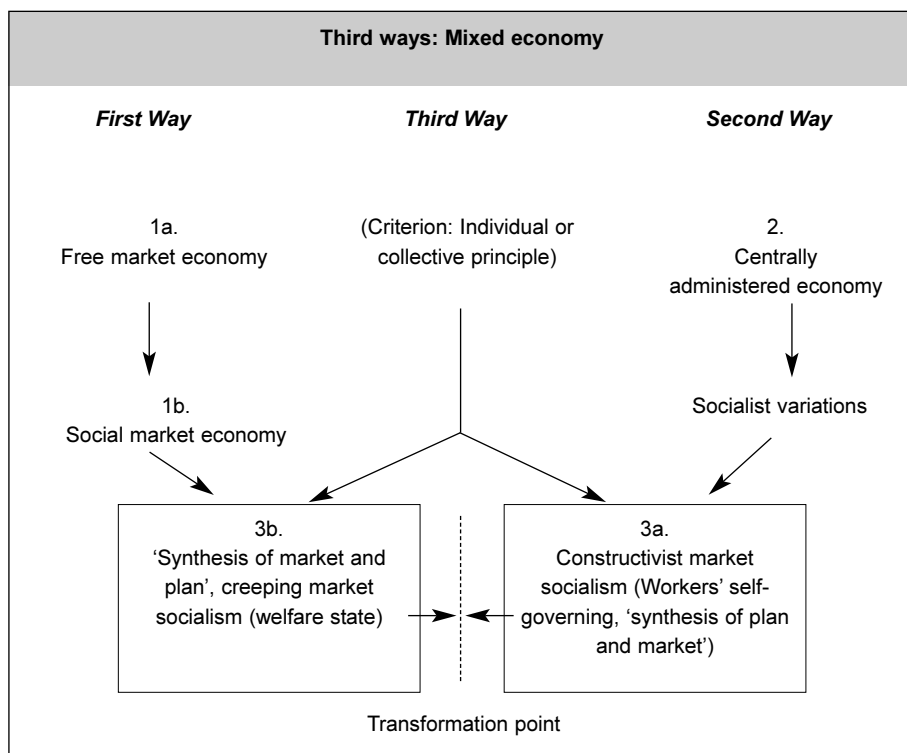 Third ways: Mixed economy
First Way
Third Way
Second Way
1a.
Free market economy
(Criterion: Individual or
collective principle)
2.
Centrally
administered economy
1b.
Social market economy
Socialist variations
3b.
‘Synthesis of market and
plan’, creeping market
socialism (welfare state)
3a.
Constructivist market
socialism (Workers’ self-
governing, ‘synthesis of plan
and market’)
Transformation point